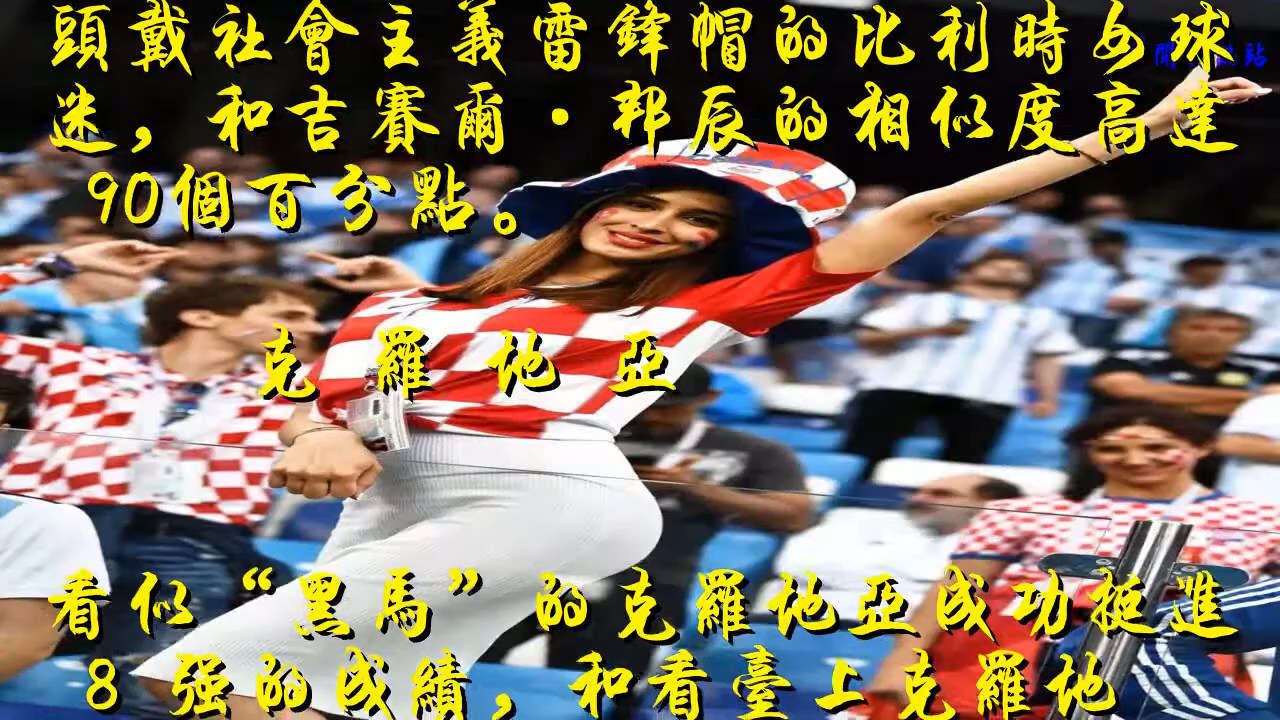 頭戴社會主義雷鋒帽的比利時女球
迷，和吉賽爾·邦辰的相似度高達
90個百分點。
克羅地亞
看似“黑馬”的克羅地亞成功挺進
8强的成績，和看臺上克羅地